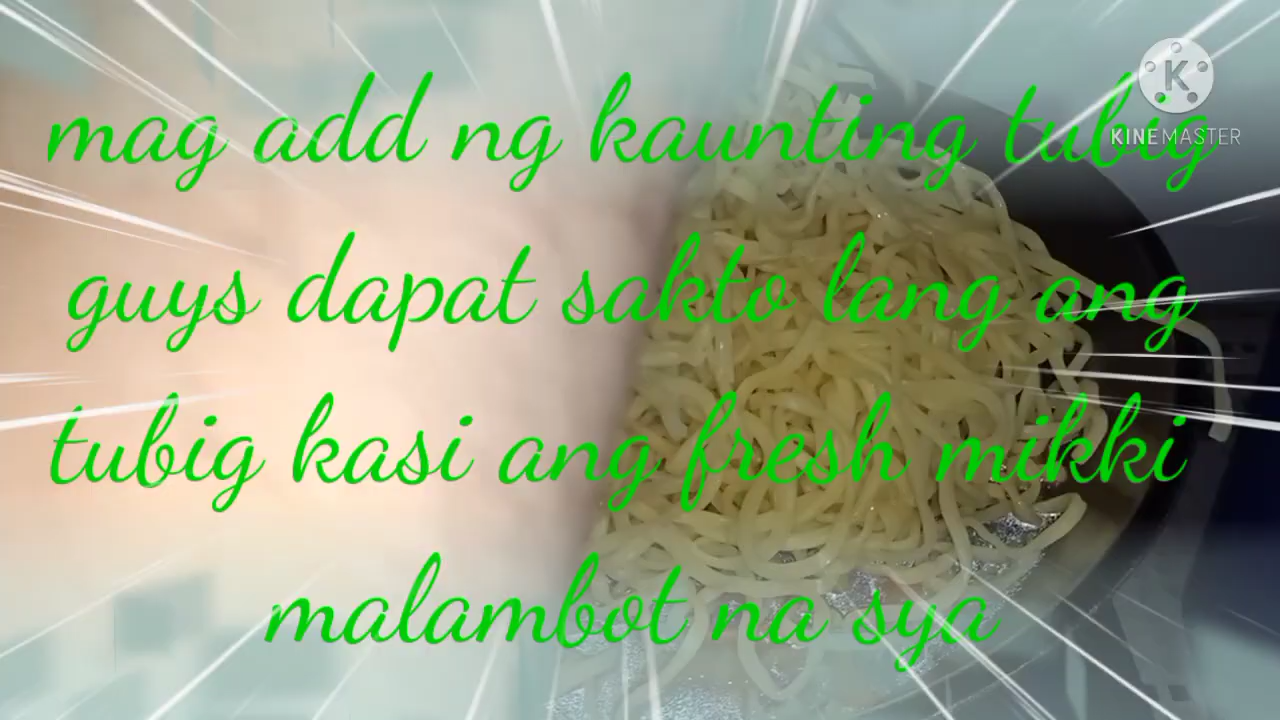 mag add ng kaunting tubig
KINEMASTER
guys dapat sakto lang ang
tubig kasi ang fresh mikki
malambot na sya